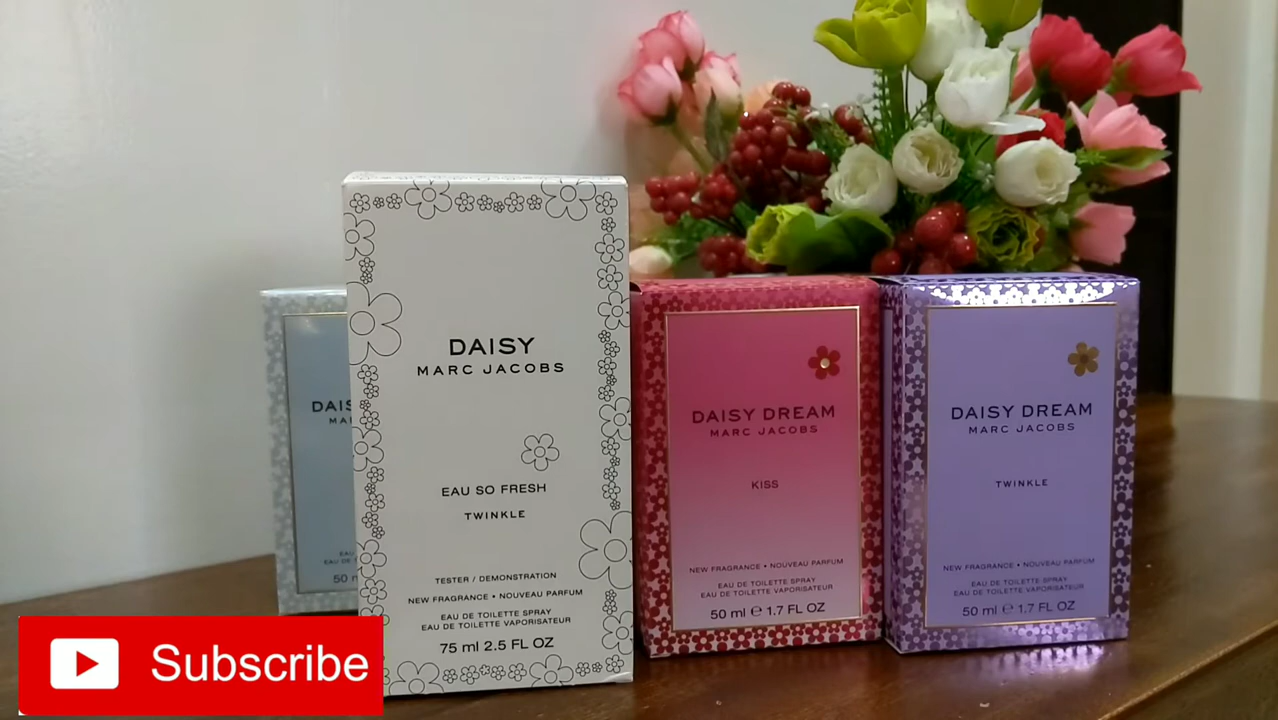 DAISY
MARC JACOBS
EAU SO FRESH
TWINKLE
TESTER / DEMONSTRATION
NEW FRAGRANCE • NOUVEAU PARFUM
EAU DE TOILETTE SPRAY
EAU DE TOILETTE VAPORISATEUR
75 ml 2.5 FL OZ
DAISY DREAM
MARC JACOBS
KISS
NEW FRAGRANCE • NOUVEAU PARFUM
EAU DE TOILETTE SPRAY
EAU DE TOILETTE VAPORISATEUR
50 ml ℮ 1.7 FL OZ
DAISY DREAM
MARC JACOBS
TWINKLE
NEW FRAGRANCE • NOUVEAU PARFUM
EAU DE TOILETTE SPRAY
EAU DE TOILETTE VAPORISATEUR
50 ml ℮ 1.7 FL OZ
Subscribe